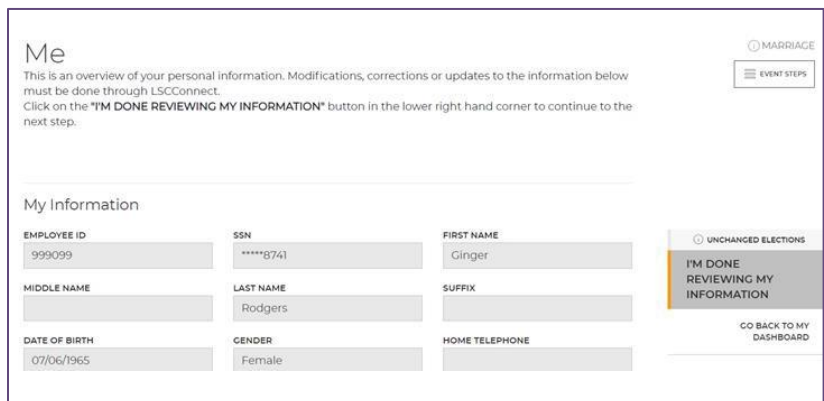 Me
This is an overview of your personal information. Modifications, corrections or updates to the information below
must be done through LSCConnect.
Click on the "I'M DONE REVIEWING MY INFORMATION" button in the lower right hand corner to continue to the
next step.
MARRIAGE
EVENT STEPS
My Information
EMPLOYEE ID
999099
SSN
*****8741
FIRST NAME
Ginger
MIDDLE NAME
LAST NAME
Rodgers
SUFFIX
DATE OF BIRTH
07/06/1965
GENDER
Female
HOME TELEPHONE
UNCHANGED ELECTIONS
I'M DONE
REVIEWING MY
INFORMATION
GO BACK TO MY
DASHBOARD